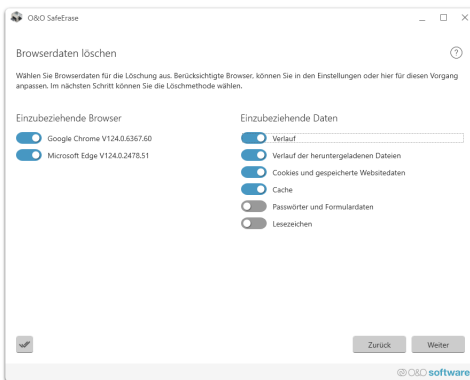 O&O SafeErase
Browserdaten löschen
Wählen Sie Browserdaten für die Löschung aus. Berücksichtigte Browser, können Sie in den Einstellungen oder hier für diesen Vorgang
anpassen. Im nächsten Schritt können Sie die Löschmethode wählen.
Einzubeziehende Browser
Google Chrome V124.0.6367.60
Microsoft Edge V124.0.2478.51
Einzubeziehende Daten
Verlauf
Verlauf der heruntergeladenen Dateien
Cookies und gespeicherte Websitedaten
Cache
Passwörter und Formulardaten
Lesezeichen
Zurück
Weiter
O&O software